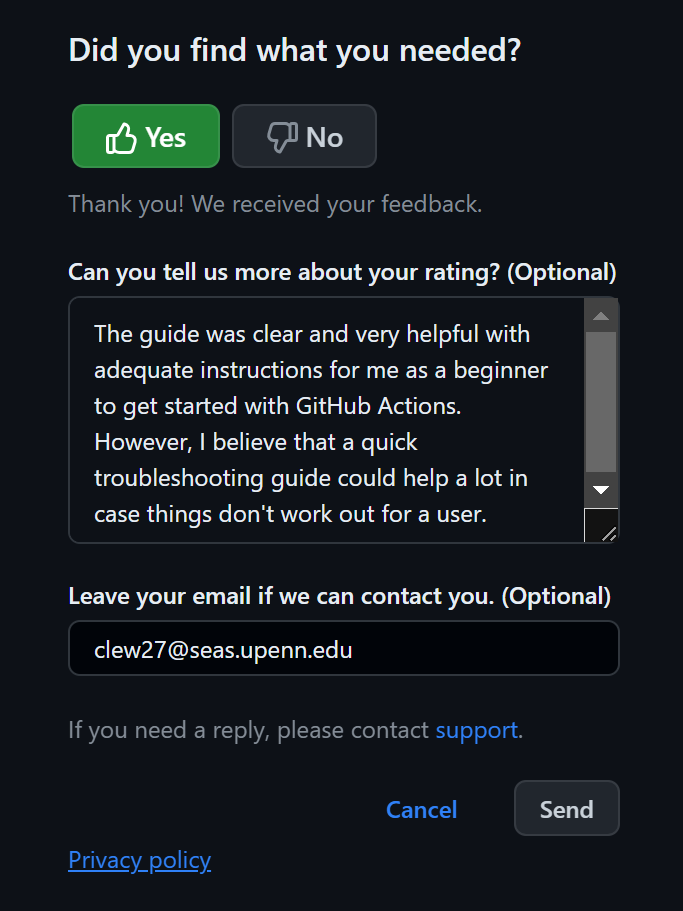 Did you find what you needed?
Yes No
Thank you! We received your feedback.
Can you tell us more about your rating? (Optional)
The guide was clear and very helpful with
adequate instructions for me as a beginner
to get started with GitHub Actions.
However, I believe that a quick
troubleshooting guide could help a lot in
case things don't work out for a user.
Leave your email if we can contact you. (Optional)
clew27@seas.upenn.edu
If you need a reply, please contact support.
Cancel Send
Privacy policy